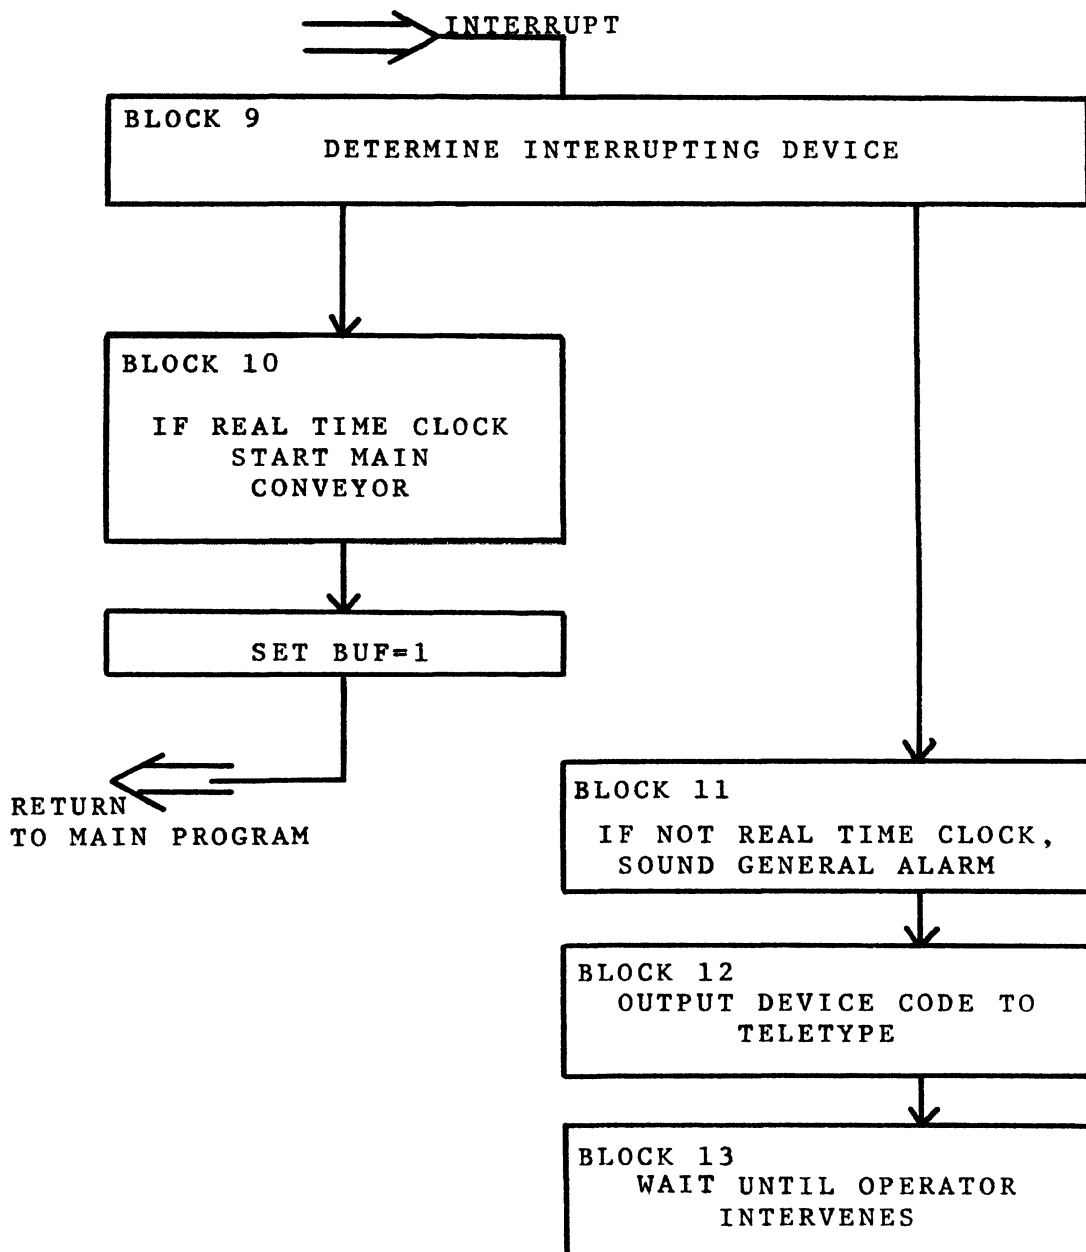 INTERRUPT
BLOCK 9
DETERMINE INTERRUPTING DEVICE
BLOCK 10
IF REAL TIME CLOCK
START MAIN
CONVEYOR
SET BUF=1
RETURN
TO MAIN PROGRAM
BLOCK 11
IF NOT REAL TIME CLOCK,
SOUND GENERAL ALARM
BLOCK 12
OUTPUT DEVICE CODE TO
TELETYPE
BLOCK 13
WAIT UNTIL OPERATOR
INTERVENES